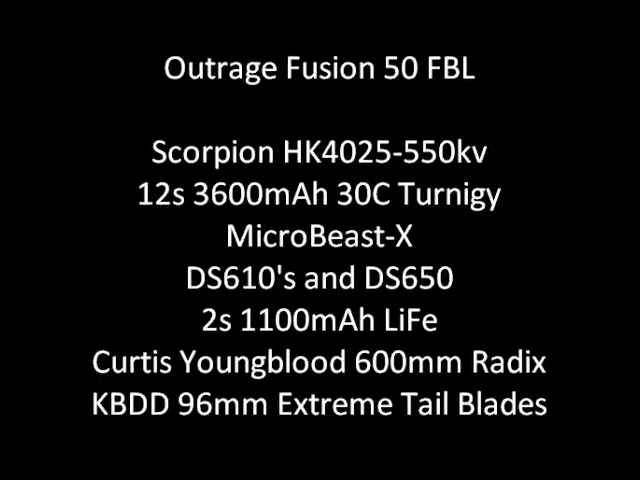 Outrage Fusion 50 FBL
Scorpion HK4025-550kv
12s 3600mAh 30C Turnigy
MicroBeast-X
DS610's and DS650
2s 1100mAh LiFe
Curtis Youngblood 600mm Radix
KBDD 96mm Extreme Tail Blades